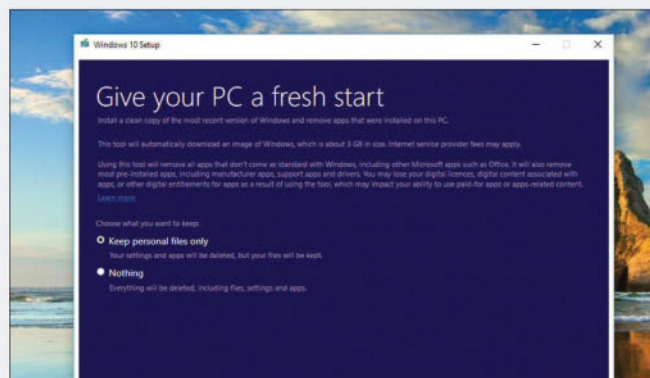 Windows 10 Setup
Give your PC a fresh start
Install a clean copy of the most recent version of Windows and remove apps that were installed on this PC.
This tool will automatically download an image of Windows, which is about 3 GB in size. Internet service provider fees may apply.
Using this tool will remove all apps that don't come as standard with Windows, including other Microsoft apps such as Office. It will also remove
most pre-installed apps, including manufacturer apps, support apps and drivers. You may lose your digital licences, digital content associated with
apps, or other digital entitlements for apps as a result of using the tool, which may impact your ability to use paid-for apps or apps-related content.
Learn more
Choose what you want to keep:
Keep personal files only
Your settings and apps will be deleted, but your files will be kept.
Nothing
Everything will be deleted, including files, settings and apps.